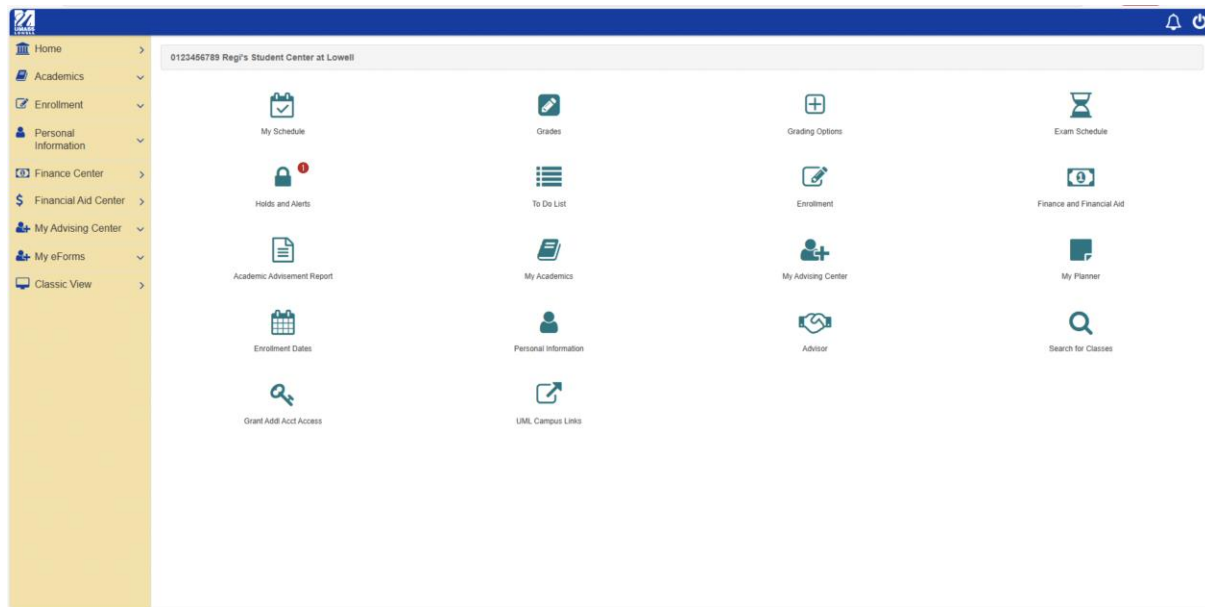 UMASS
LOWELL
Home
Academics
Enrollment
Personal
Information
Finance Center
Financial Aid Center
My Advising Center
My eForms
Classic View
0123456789 Regi's Student Center at Lowell
My Schedule
Grades
Grading Options
Exam Schedule
1
Holds and Alerts
To Do List
Enrollment
Finance and Financial Aid
Academic Advisement Report
My Academics
My Advising Center
My Planner
Enrollment Dates
Personal Information
Advisor
Search for Classes
Grant Addl Acct Access
UML Campus Links